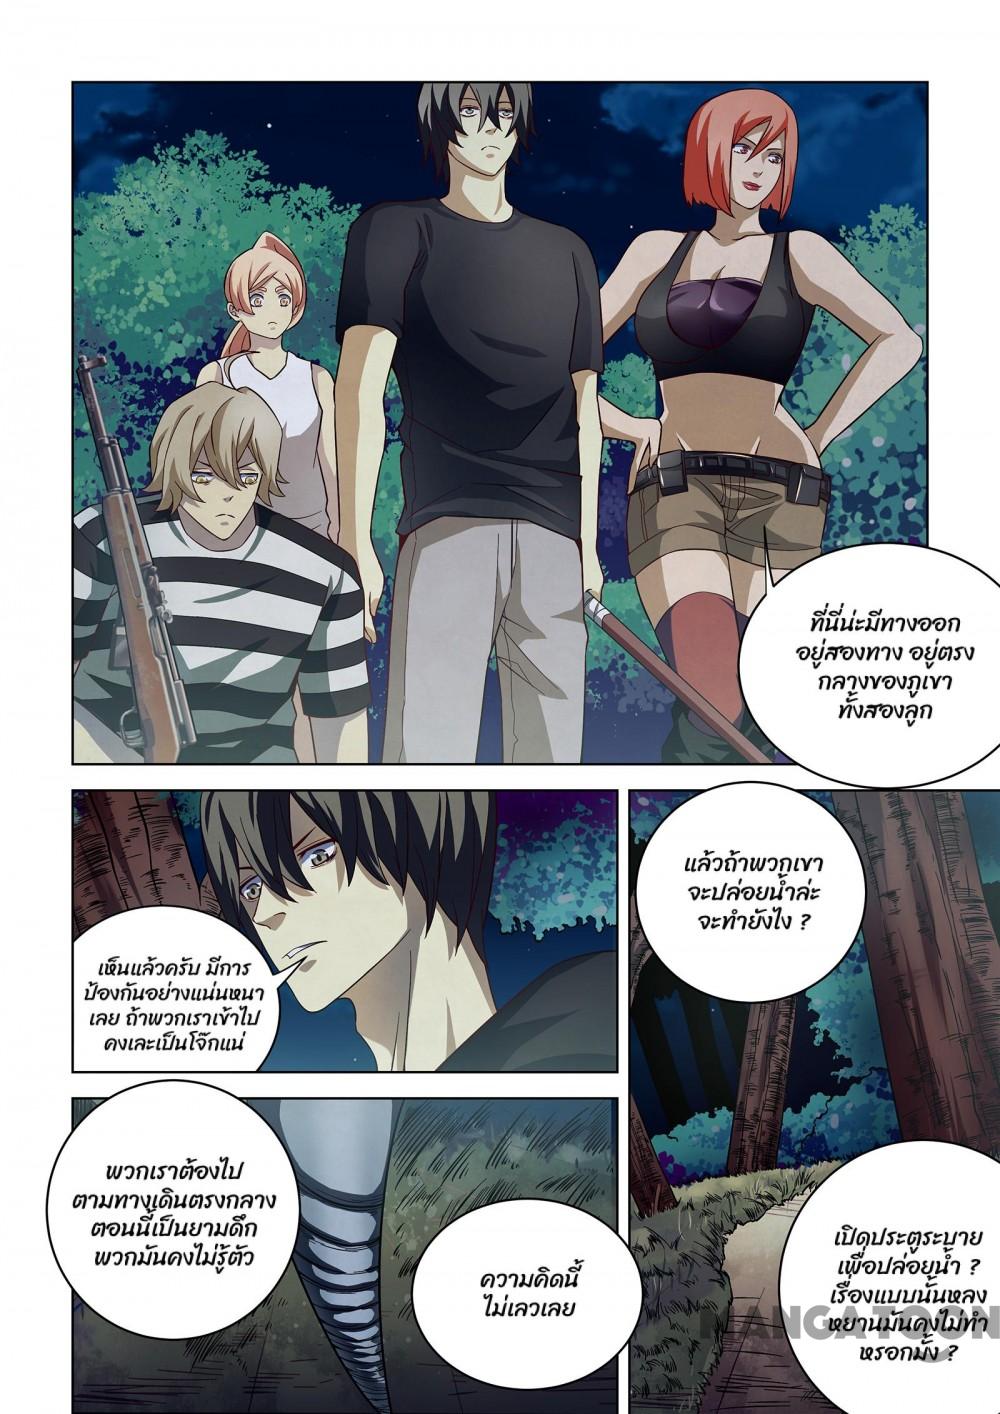 ที่นี่น่ะมีทางออก
อยู่สองทาง อยู่ตรง
กลางของภูเขา
ทั้งสองลูก
เห็นแล้วครับ มีการ
ป้องกันอย่างแน่นหนา
เลย ถ้าพวกเราเข้าไป
คงเละเป็นโจ๊กแน่
แล้วถ้าพวกเขา
จะปล่อยน้ำล่ะ
จะทำยังไง ?
พวกเราต้องไป
ตามทางเดินตรงกลาง
ตอนนี้เป็นยามดึก
พวกมันคงไม่รู้ตัว
ความคิดนี้
ไม่เลวเลย
เปิดประตูระบาย
เพื่อปล่อยน้ำ ?
เรื่องแบบนั้นหลง
หยานมันคงไม่ทำ
หรอกมั้ง ?
MANGATOON